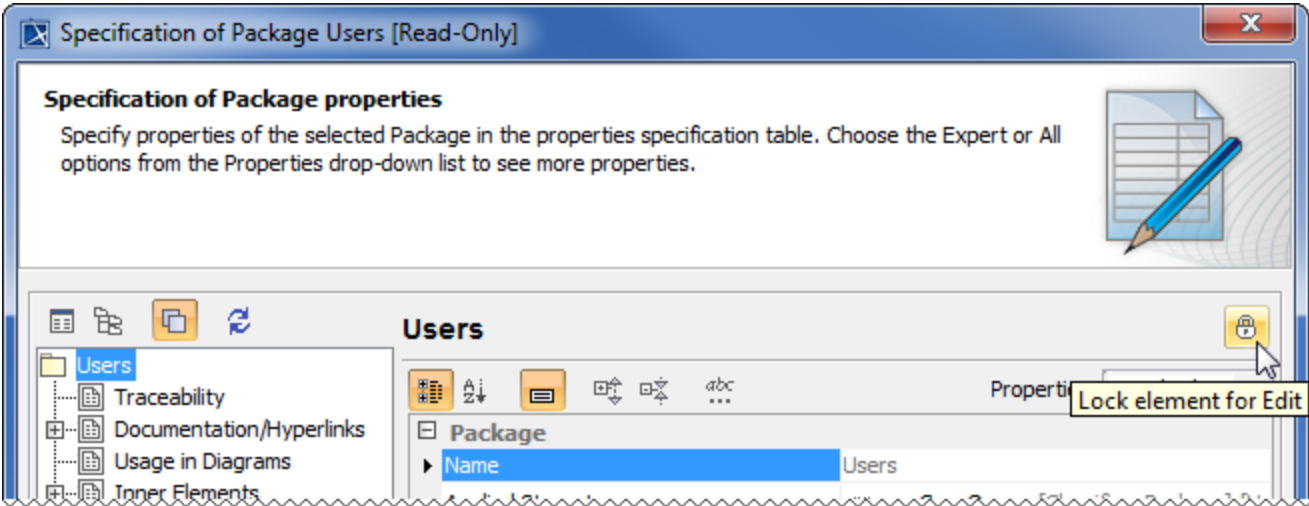 Specification of Package Users [Read-Only]
Specification of Package properties
Specify properties of the selected Package in the properties specification table. Choose the Expert or All
options from the Properties drop-down list to see more properties.
Users
Users
Traceability
Documentation/Hyperlinks
Usage in Diagrams
Inner Elements
abc
Lock element for Edit
Package
Name Users